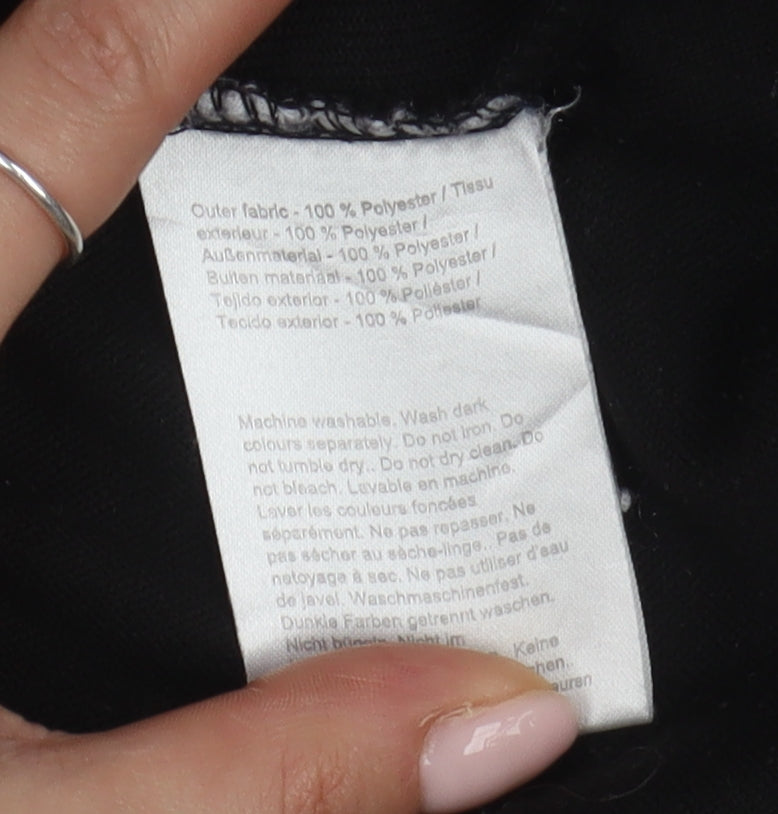 Outer fabric - 100 % Polyester / Tissu
exterieur - 100 % Polyester /
Außenmaterial - 100 % Polyester /
Buiten materiaal - 100 % Polyester /
Tejido exterior - 100 % Poliéster /
Tecido exterior - 100 % Poliester
Machine washable. Wash dark
colours separately. Do not iron. Do
not tumble dry.. Do not dry clean. Do
not bleach. Lavable en machine.
Laver les couleurs foncées
séparément. Ne pas repasser. Ne
pas sécher au sèche-linge.. Pas de
netoyage à sec. Ne pas utiliser d'eau
de javel. Waschmaschinenfest.
Dunkle Farben getrennt waschen.
Nicht bügeln. Nicht im
Keine